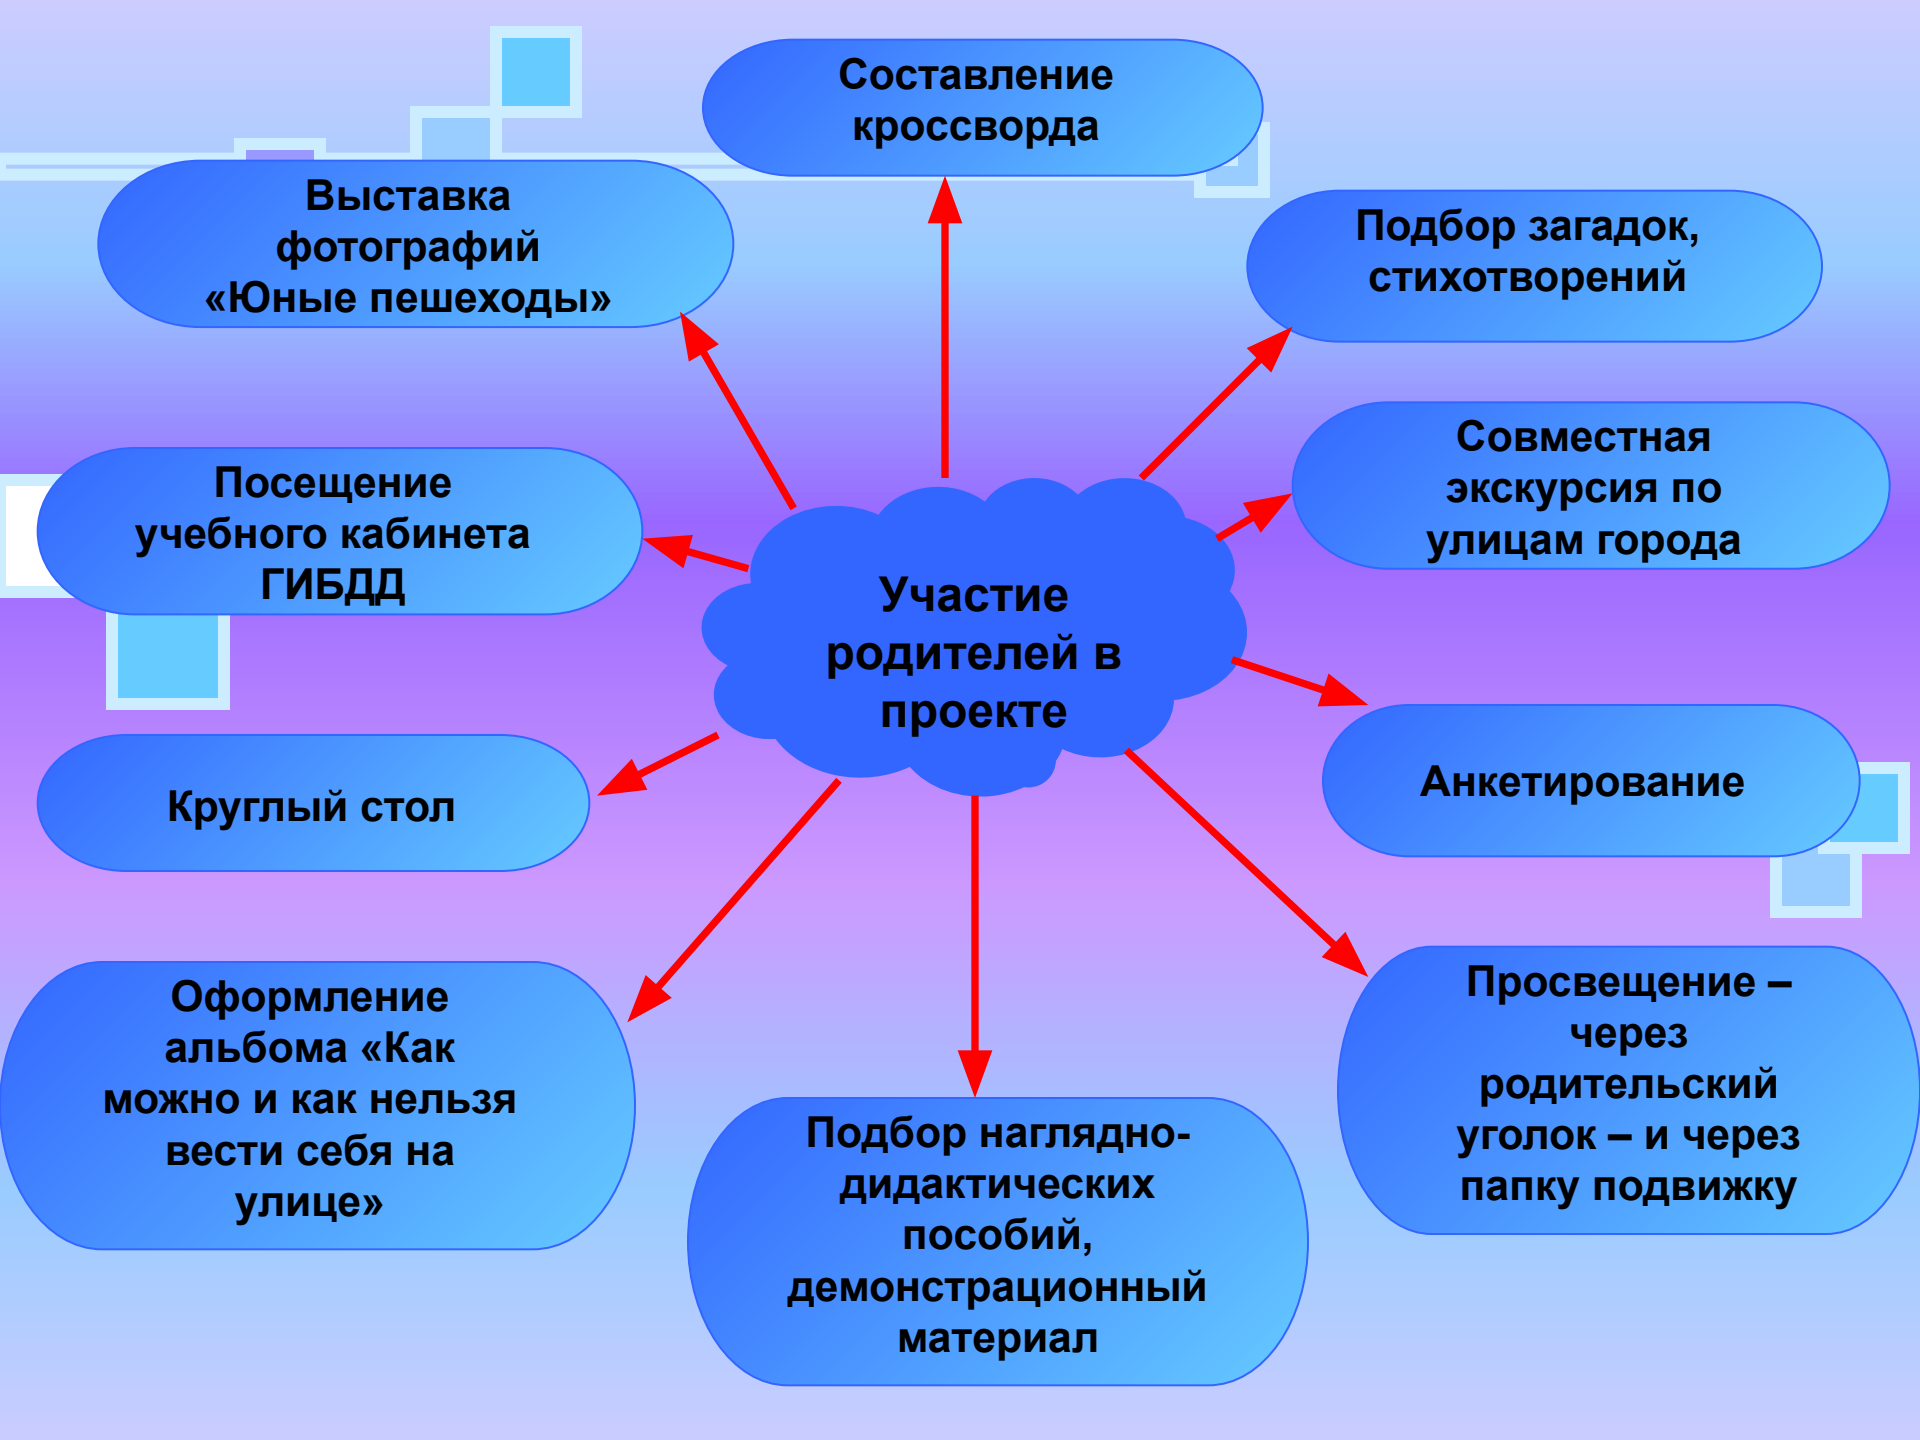 Составление
кроссворда
Выставка
фотографий
«Юные пешеходы»
Подбор загадок,
стихотворений
Посещение
учебного кабинета
ГИБДД
Совместная
экскурсия по
улицам города
Участие
родителей в
проекте
Круглый стол
Анкетирование
Оформление
альбома «Как
можно и как нельзя
вести себя на
улице»
Подбор наглядно-
дидактических
пособий,
демонстрационный
материал
Просвещение –
через
родительский
уголок – и через
папку подвижку